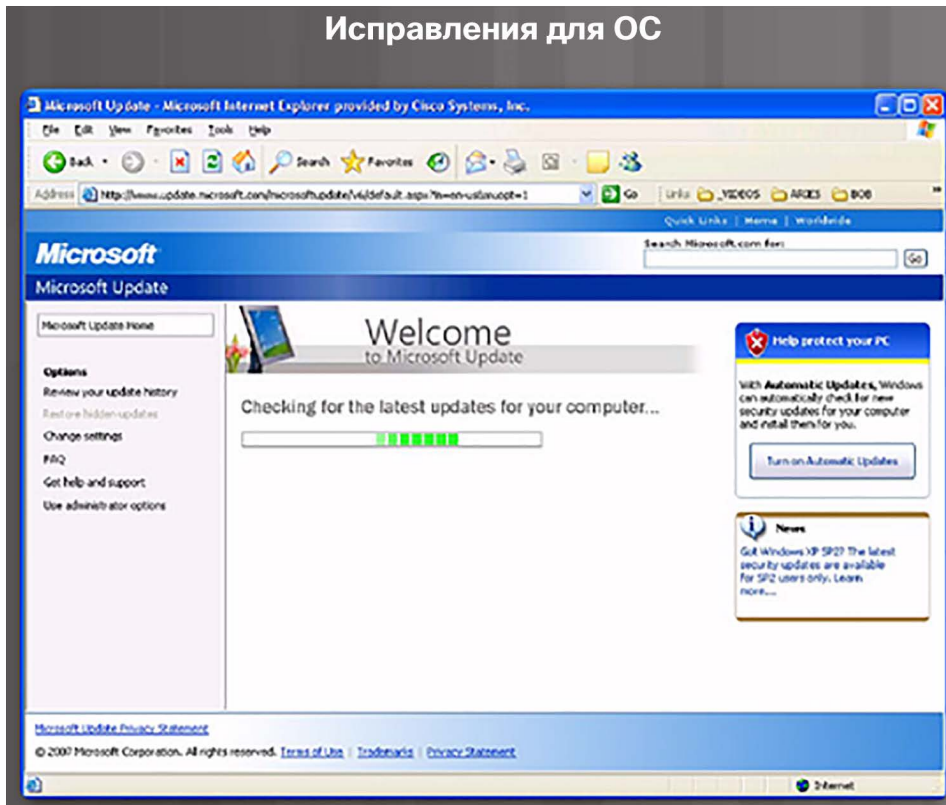 Исправления для ОС
Microsoft Update - Microsoft Internet Explorer provided by Cisco Systems, Inc.
File Edit View Favorites Tools Help
Back Search Favorites
Address Go Links _VIDEOS ARIES BOB
Quick Links | Home | Worldwide
Microsoft
Search Microsoft.com for:
Go
Microsoft Update
Microsoft Update Home
Welcome
to Microsoft Update
Help protect your PC
Options
Review your update history
Restore hidden updates
Change settings
FAQ
Get help and support
Use administrator options
Checking for the latest updates for your computer...
With Automatic Updates, Windows
can automatically check for new
security updates for your computer
and install them for you.
Turn on Automatic Updates
News
Got Windows XP SP2? The latest
security updates are available
for SP2 users only. Learn
more....
Microsoft Update Privacy Statement
© 2007 Microsoft Corporation. All rights reserved. Terms of Use | Trademarks | Privacy Statement
Internet